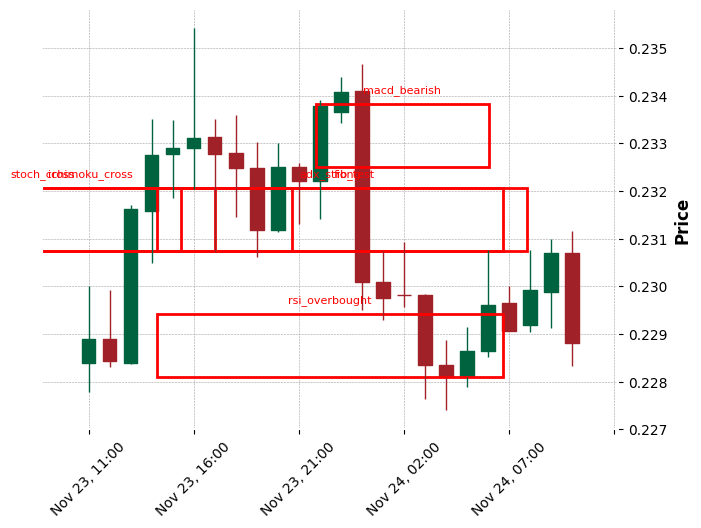 0.235
0.234
macd_bearish
0.233
stoch_cross
ichimoku_cross
0.232
0.231
Price
0.230
rsi_overbought
0.229
0.228
0.227
Nov 23, 11:00
Nov 23, 16:00
Nov 23, 21:00
Nov 24, 02:00
Nov 24, 07:00